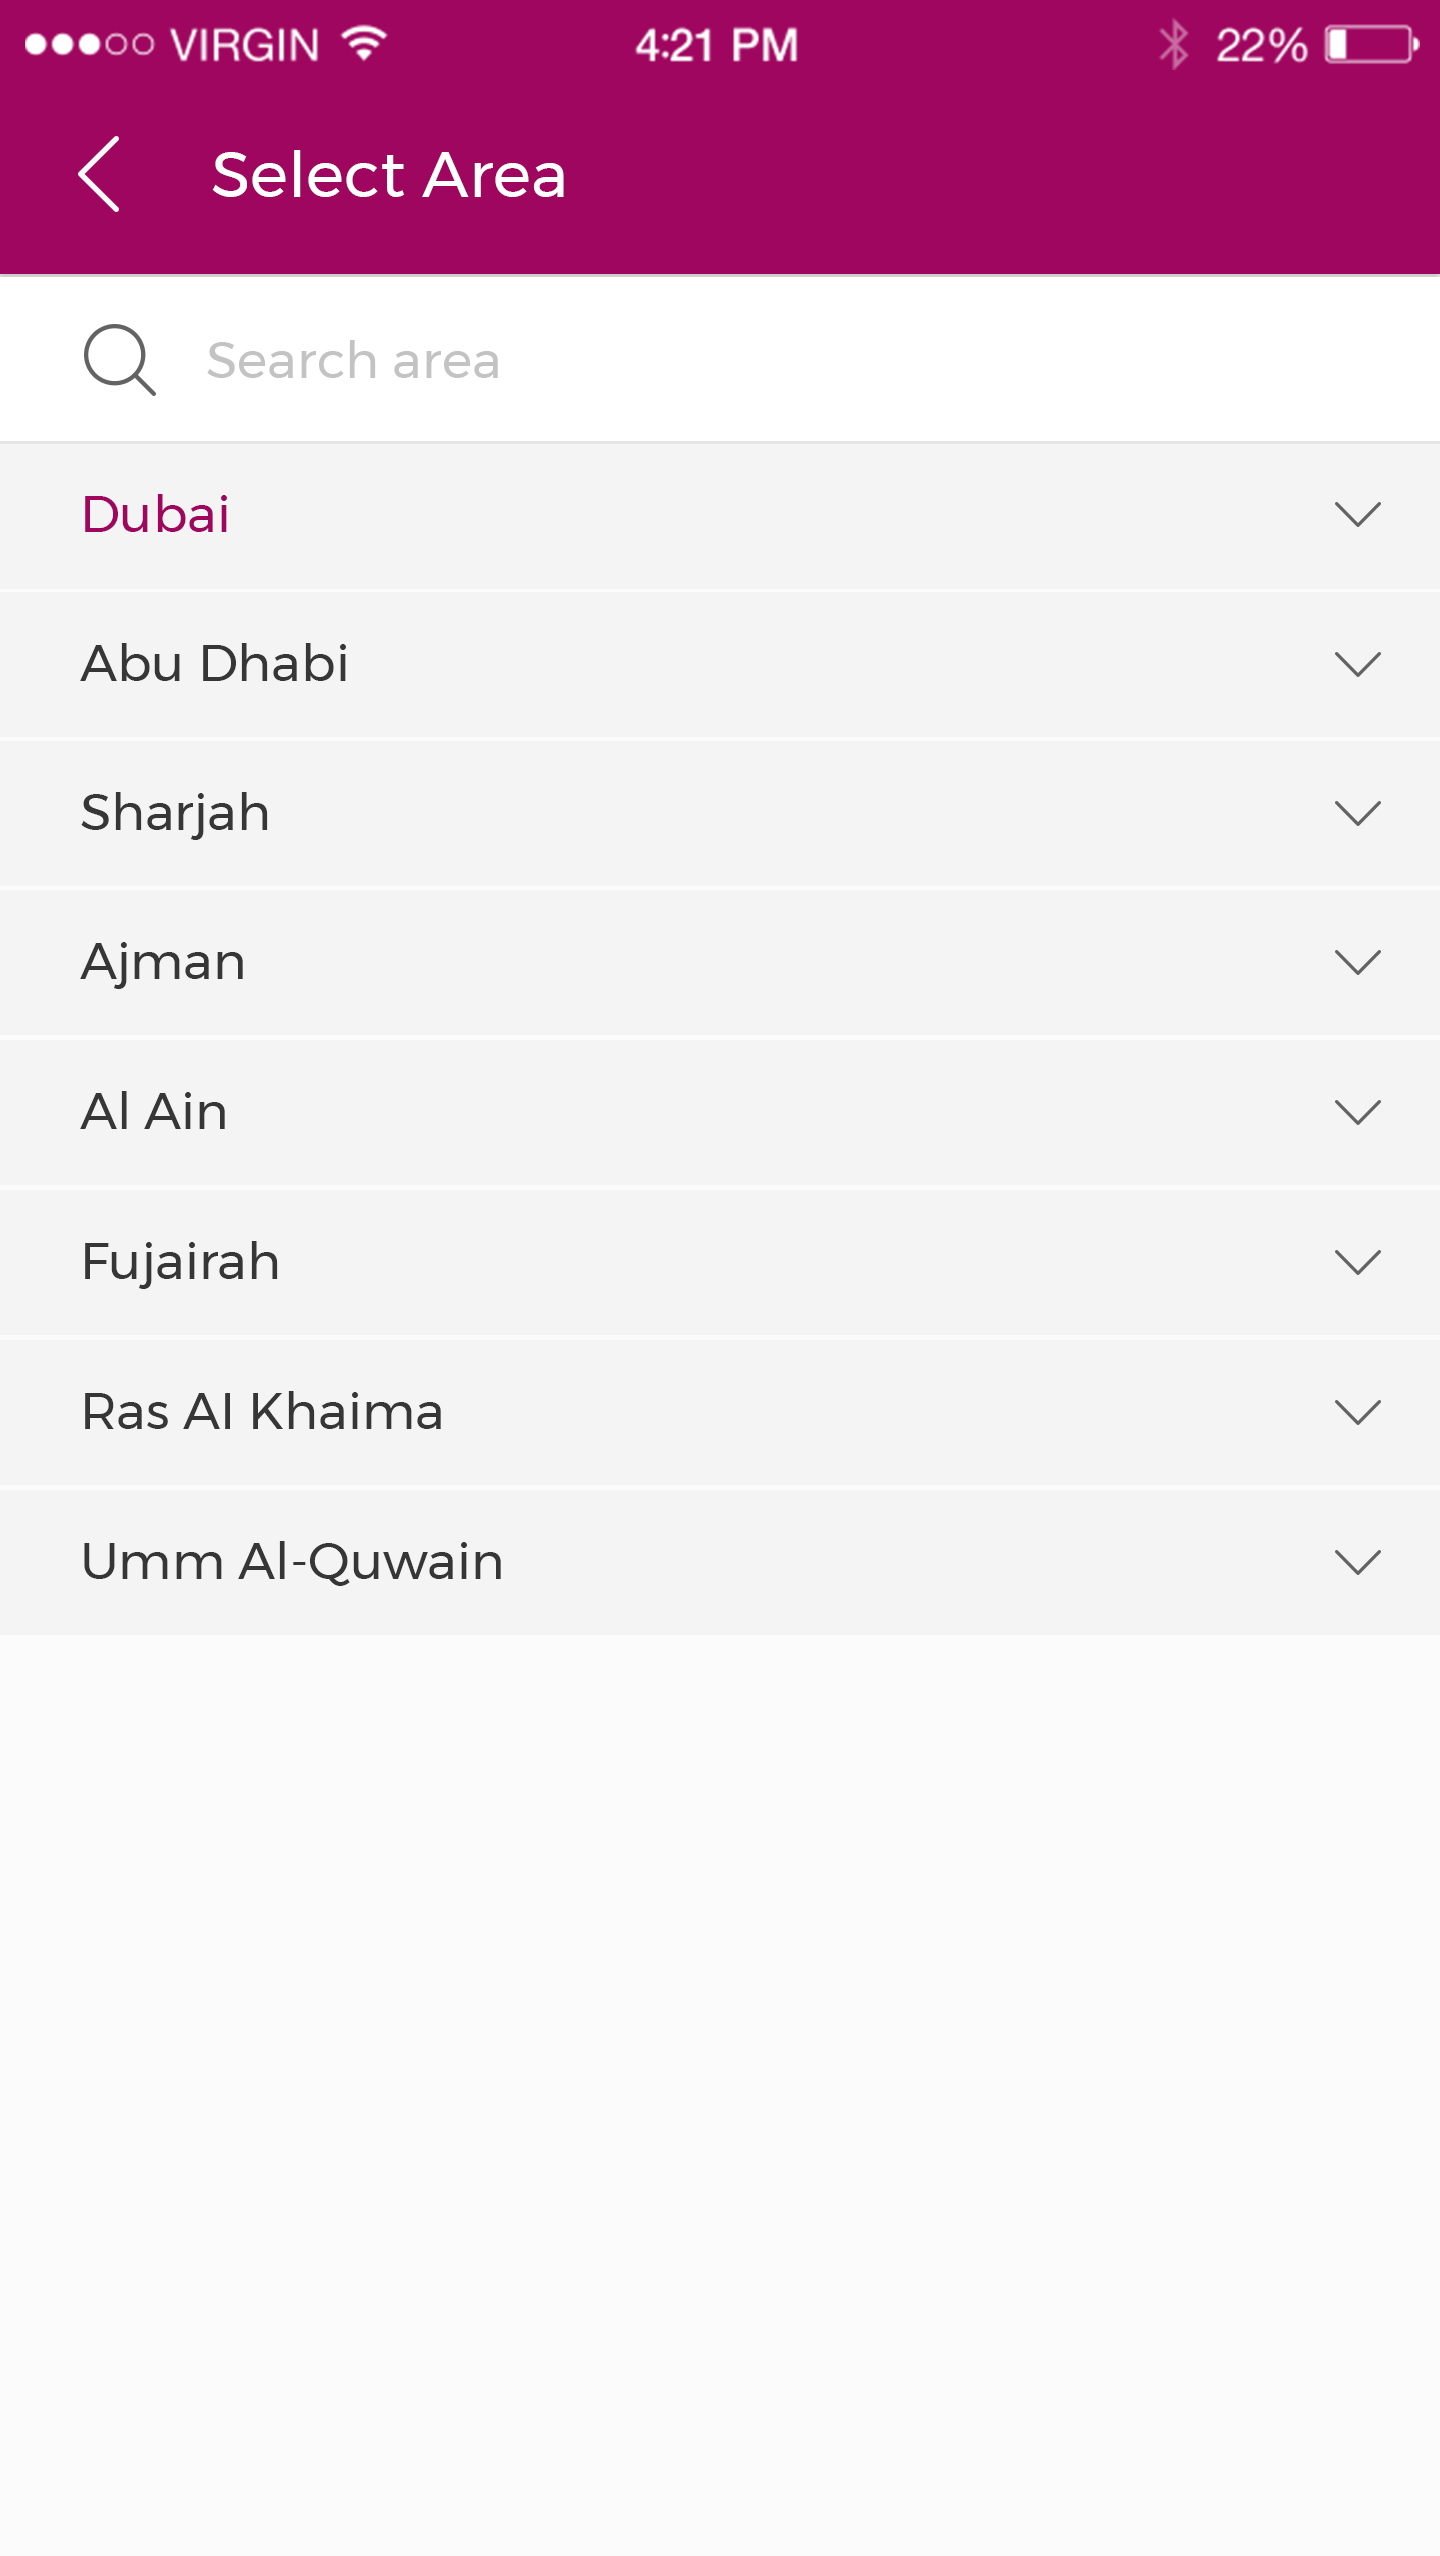 VIRGIN 4:21 PM 22%
Select Area
Search area
Dubai
Abu Dhabi
Sharjah
Ajman
Al Ain
Fujairah
Ras Al Khaima
Umm Al-Quwain